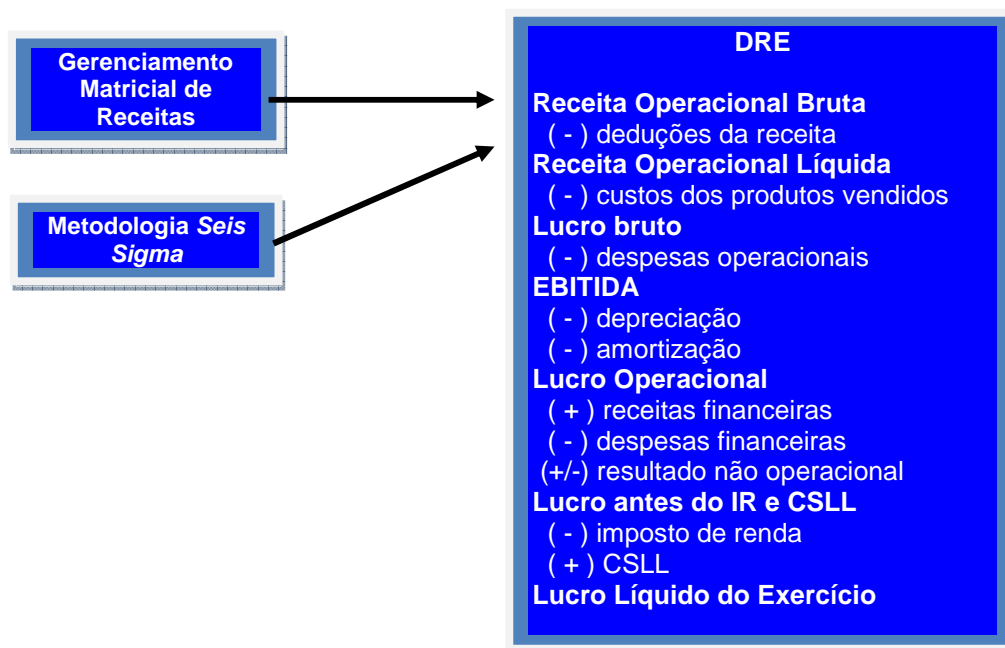 Gerenciamento
Matricial de
Receitas
Metodologia Seis
Sigma
DRE
Receita Operacional Bruta
( - ) deduções da receita
Receita Operacional Líquida
( - ) custos dos produtos vendidos
Lucro bruto
( - ) despesas operacionais
EBITIDA
( - ) depreciação
( - ) amortização
Lucro Operacional
( + ) receitas financeiras
( - ) despesas financeiras
(+/-) resultado não operacional
Lucro antes do IR e CSLL
( - ) imposto de renda
( + ) CSLL
Lucro Líquido do Exercício